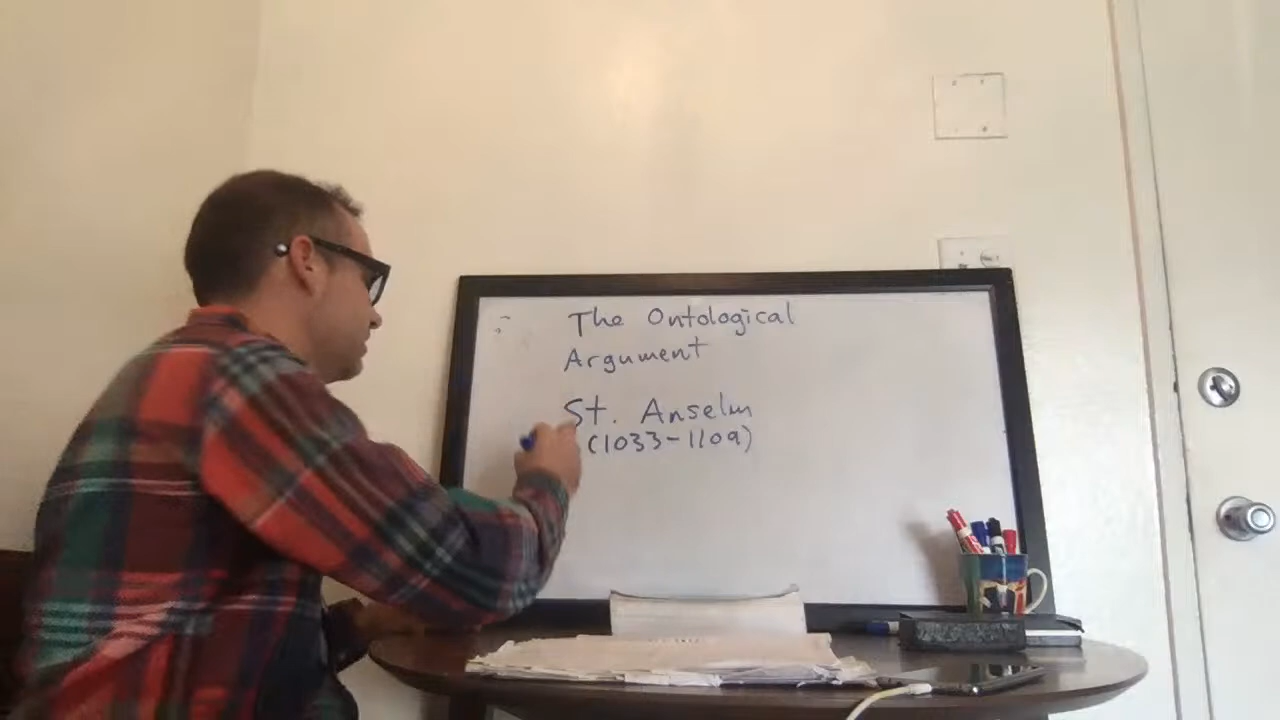 The Ontological
Argument
St. Anselm
(1033-1109)